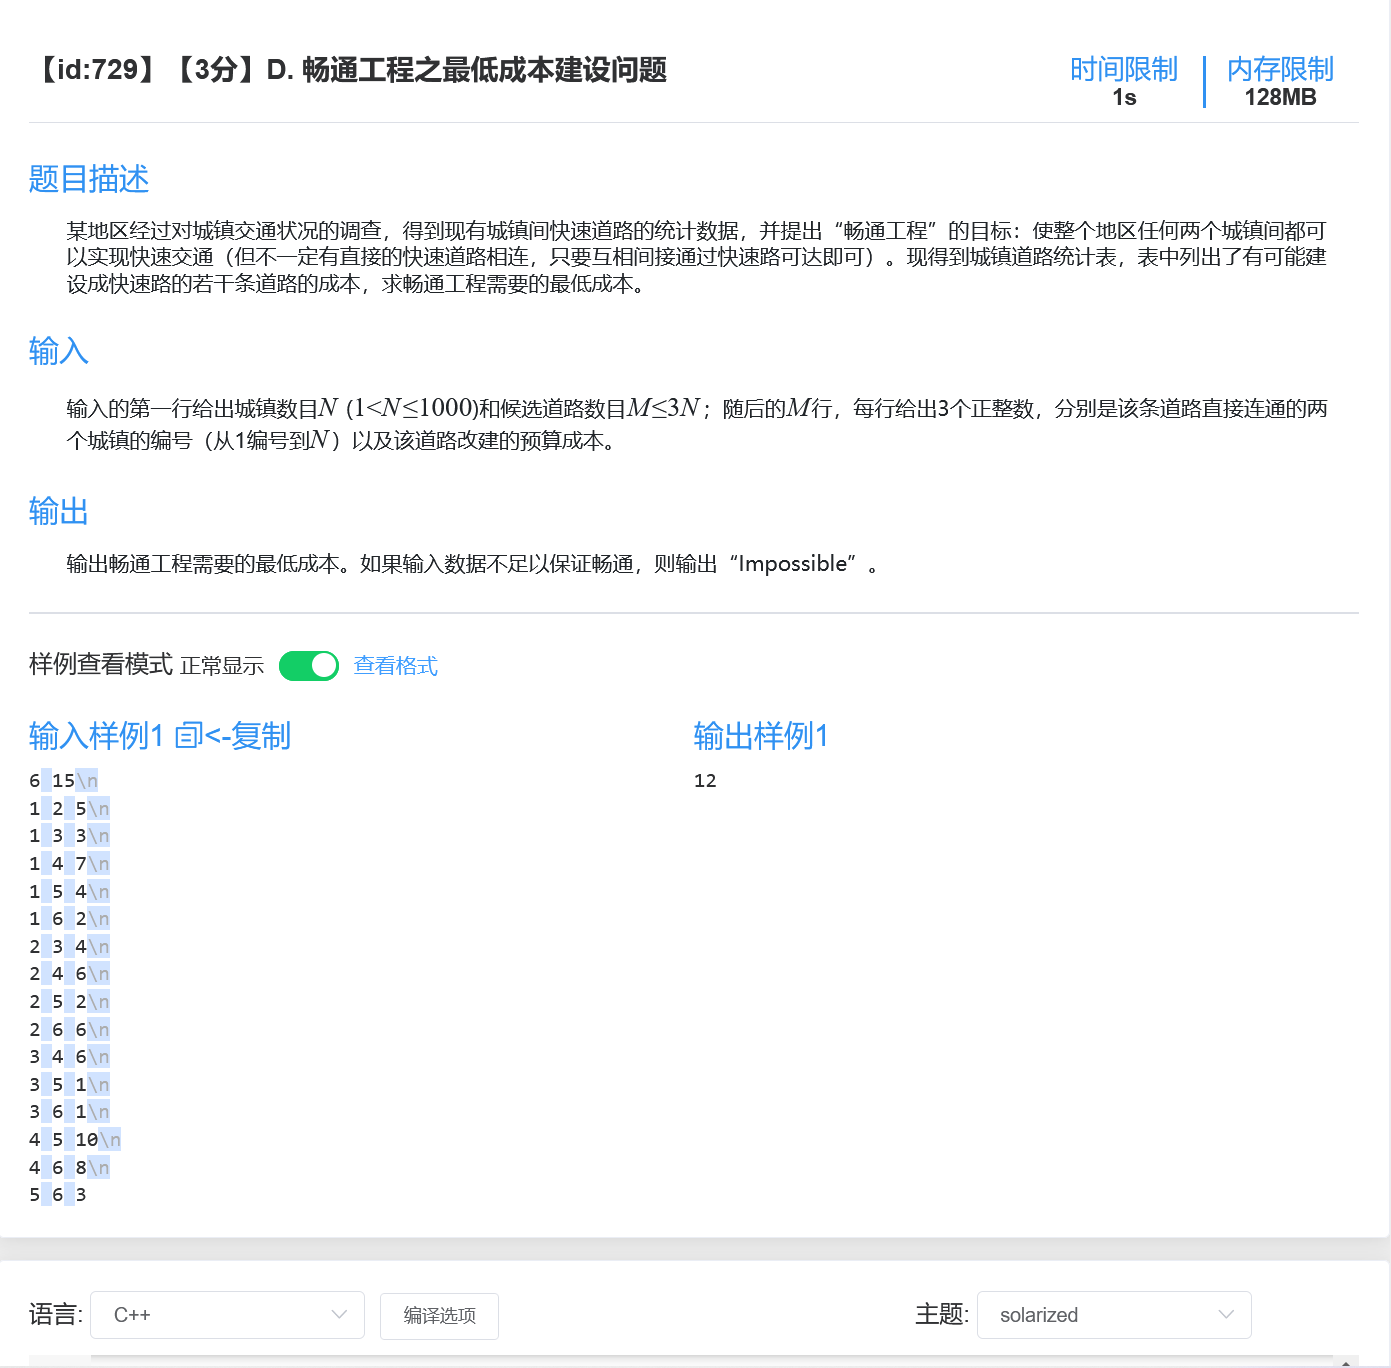 【id:729】【3分】D. 畅通工程之最低成本建设问题
时间限制
1s
内存限制
128MB
题目描述
某地区经过对城镇交通状况的调查，得到现有城镇间快速道路的统计数据，并提出“畅通工程”的目标：使整个地区任何两个城镇间都可
以实现快速交通（但不一定有直接的快速道路相连，只要互相间接通过快速路可达即可）。现得到城镇道路统计表，表中列出了有可能建
设成快速路的若干条道路的成本，求畅通工程需要的最低成本。
输入
输入的第一行给出城镇数目N (1<N≤1000)和候选道路数目M≤3N；随后的M行，每行给出3个正整数，分别是该条道路直接连通的两
个城镇的编号（从1编号到N）以及该道路改建的预算成本。
输出
输出畅通工程需要的最低成本。如果输入数据不足以保证畅通，则输出“Impossible”。
样例查看模式 正常显示 查看格式
输入样例1 <-复制
6 15\n
1 2 5\n
1 3 3\n
1 4 7\n
1 5 4\n
1 6 2\n
2 3 4\n
2 4 6\n
2 5 2\n
2 6 6\n
3 4 6\n
3 5 1\n
3 6 1\n
4 5 10\n
4 6 8\n
5 6 3
输出样例1
12
语言: C++ 编译选项 主题: solarized